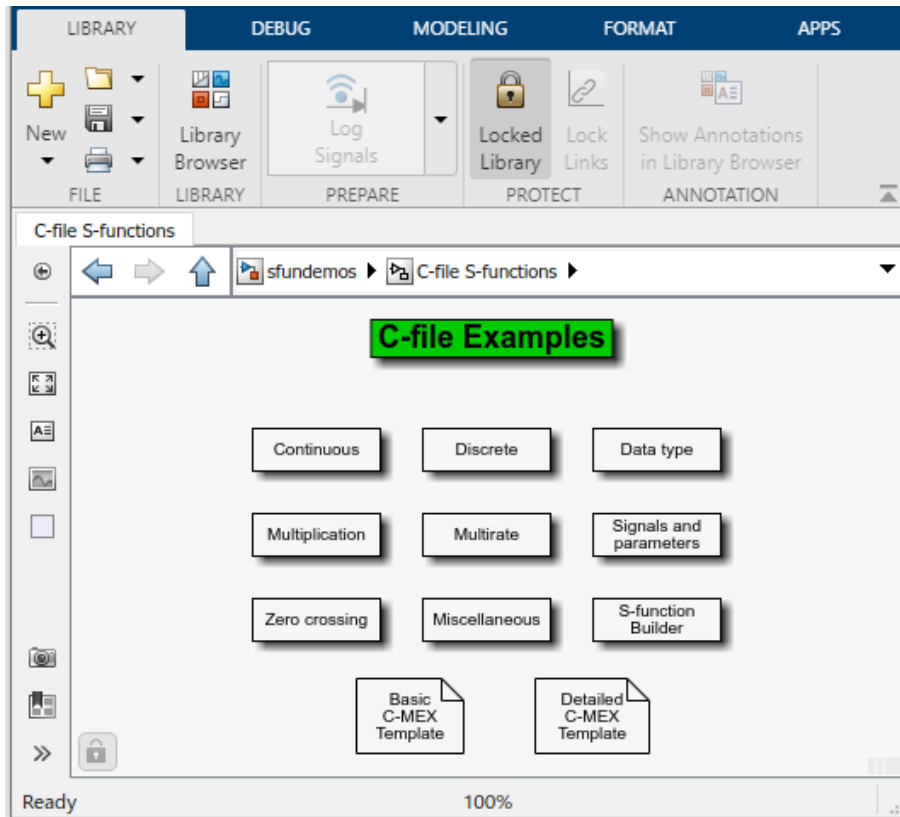 LIBRARY DEBUG MODELING FORMAT APPS
New
Library
Browser
Log
Signals
Locked
Library
Lock
Links
Show Annotations
in Library Browser
FILE LIBRARY PREPARE PROTECT ANNOTATION
C-file S-functions
sfundemos C-file S-functions
C-file Examples
Continuous
Discrete
Data type
Multiplication
Multirate
Signals and
parameters
Zero crossing
Miscellaneous
S-function
Builder
Basic
C-MEX
Template
Detailed
C-MEX
Template
Ready 100%